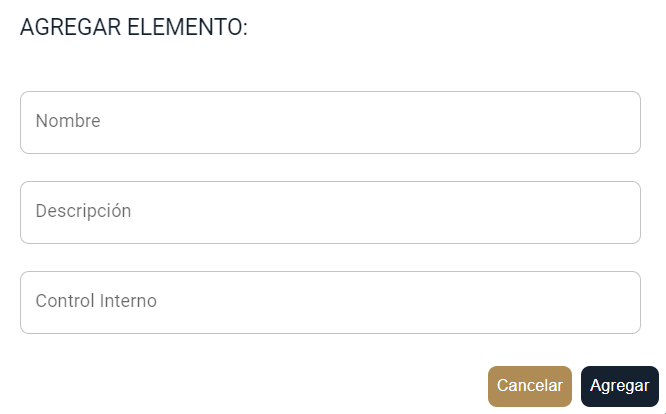 AGREGAR ELEMENTO:
Nombre
Descripción
Control Interno
Cancelar Agregar